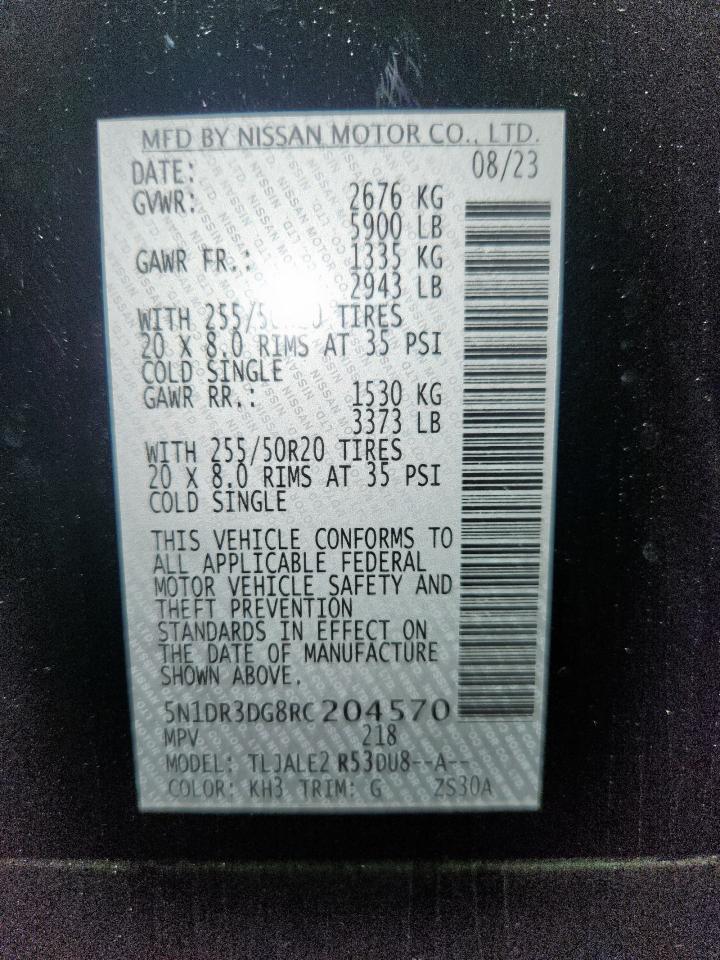 MFD BY NISSAN MOTOR CO., LTD.
DATE: 08/23
GVWR: 2676 KG
5900 LB
GAWR FR.: 1335 KG
2943 LB
WITH 255/50R20 TIRES
20 X 8.0 RIMS AT 35 PSI
COLD SINGLE
GAWR RR.: 1530 KG
3373 LB
WITH 255/50R20 TIRES
20 X 8.0 RIMS AT 35 PSI
COLD SINGLE
THIS VEHICLE CONFORMS TO
ALL APPLICABLE FEDERAL
MOTOR VEHICLE SAFETY AND
THEFT PREVENTION
STANDARDS IN EFFECT ON
THE DATE OF MANUFACTURE
SHOWN ABOVE.
5N1DR3DG8RC204570
MPV 218
MODEL: TLJALE2 R53DU8--A--
COLOR: KH3 TRIM: G ZS30A